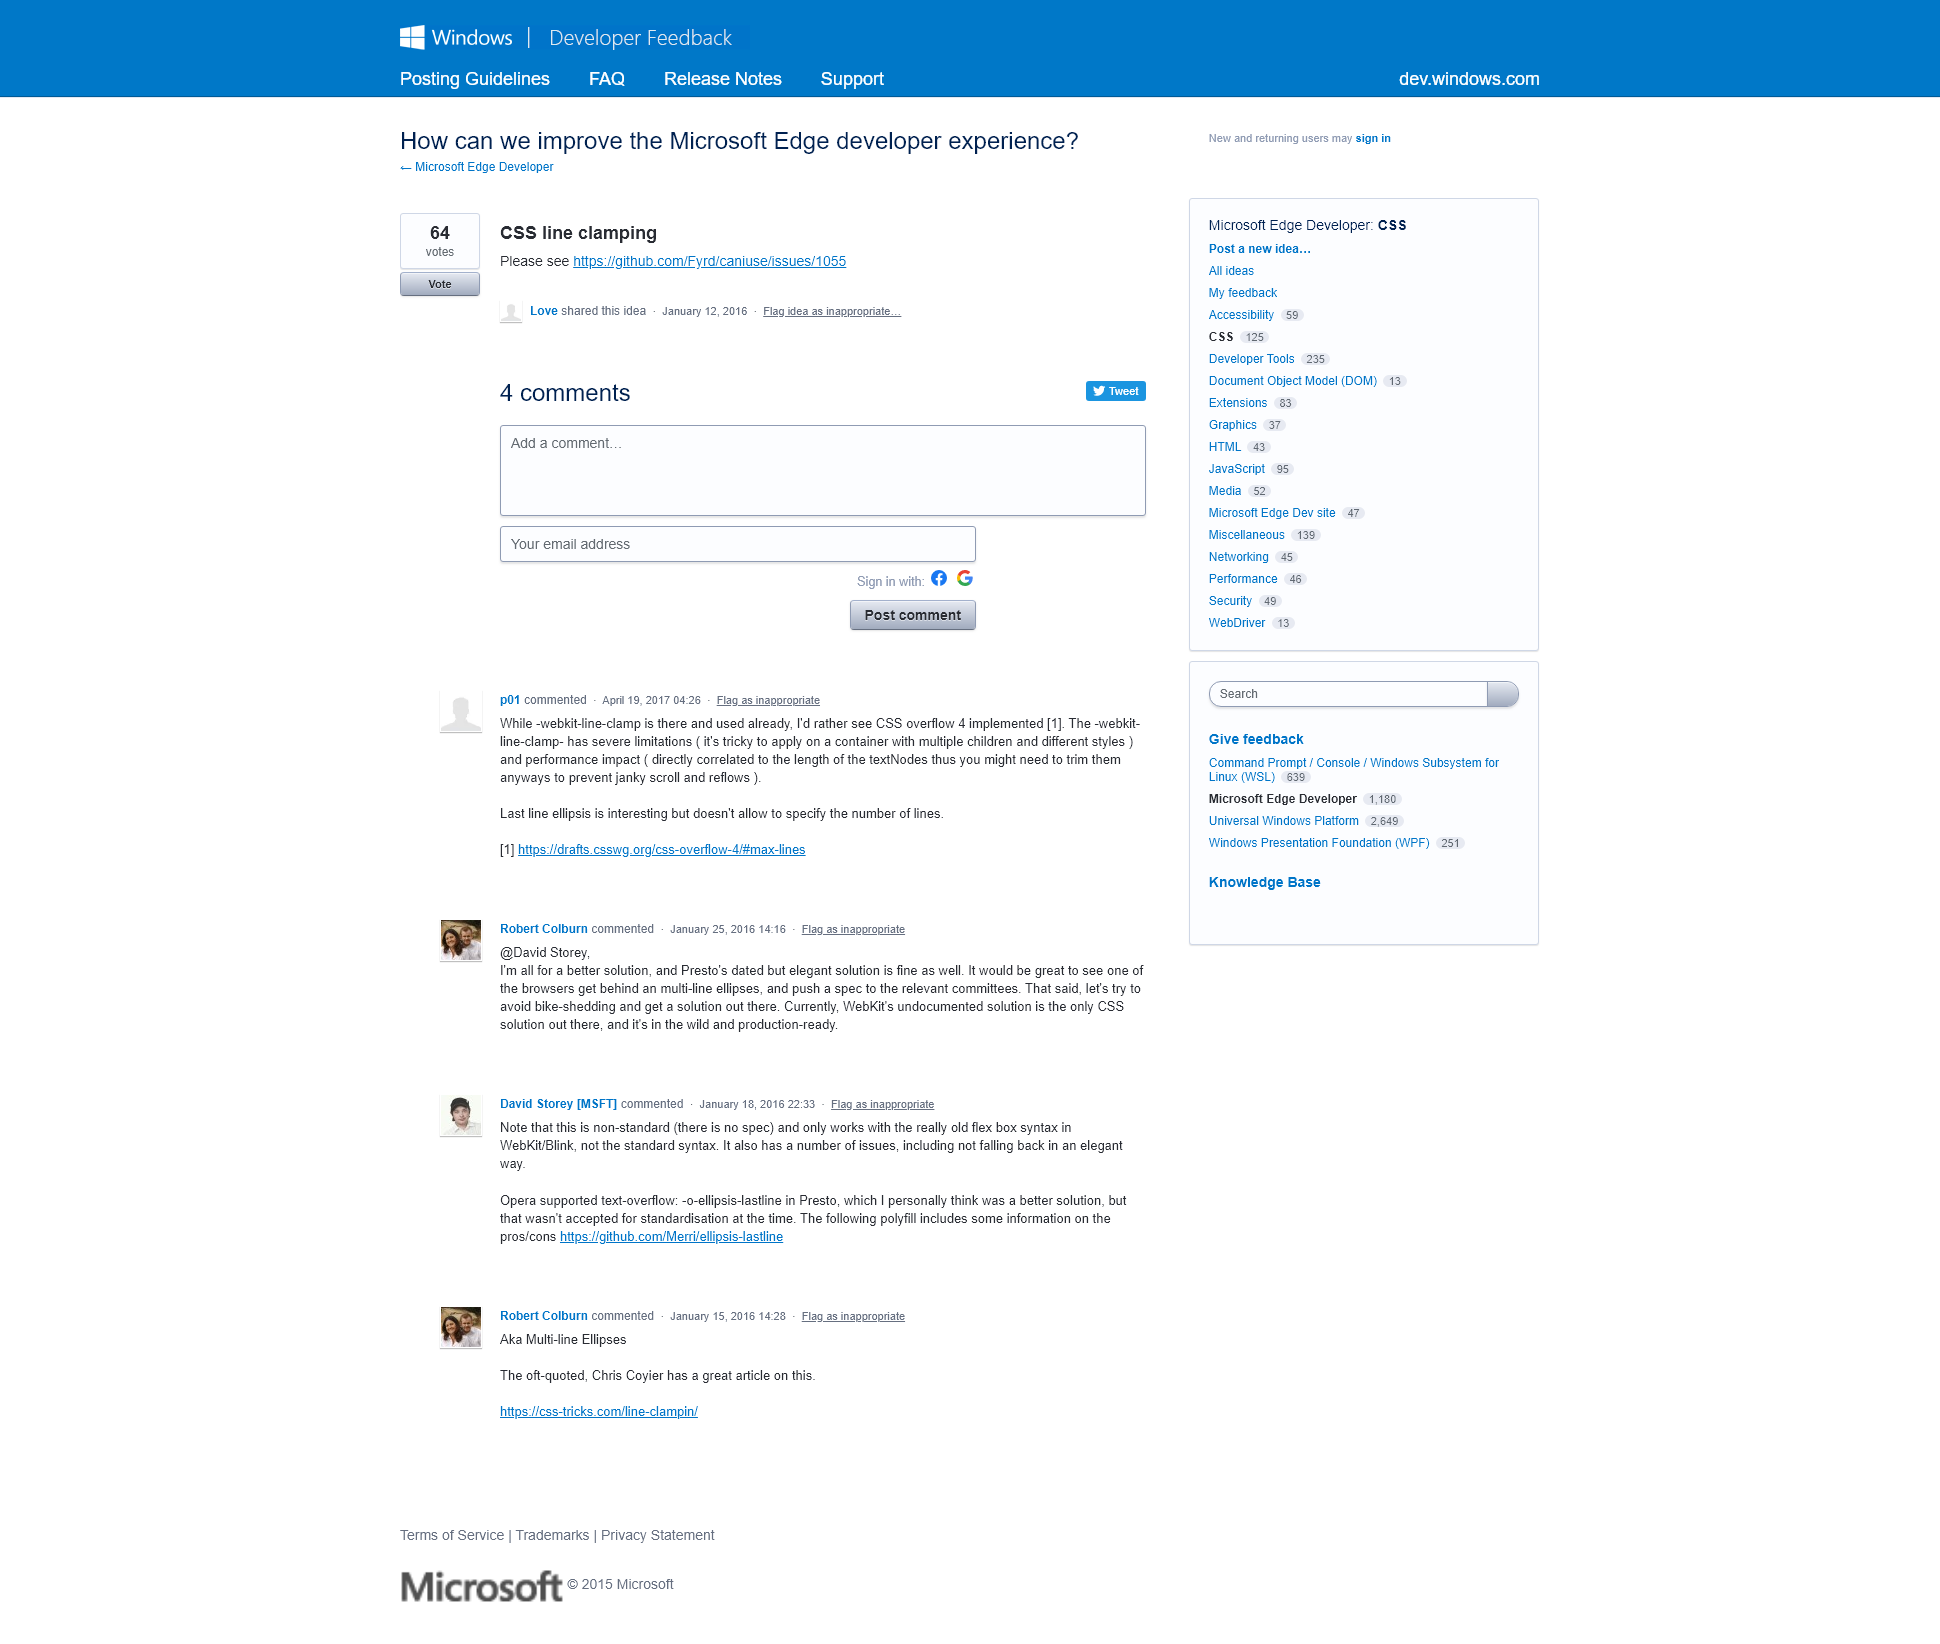 Windows | Developer Feedback
Posting Guidelines FAQ Release Notes Support dev.windows.com
How can we improve the Microsoft Edge developer experience?
← Microsoft Edge Developer
New and returning users may sign in
64
votes
Vote
CSS line clamping
Please see https://github.com/Fyrd/caniuse/issues/1055
Love shared this idea · January 12, 2016 · Flag idea as inappropriate…
4 comments
Tweet
Add a comment…
Your email address
Sign in with:
Post comment
p01 commented · April 19, 2017 04:26 · Flag as inappropriate
While -webkit-line-clamp is there and used already, I'd rather see CSS overflow 4 implemented [1]. The -webkit-
line-clamp- has severe limitations ( it's tricky to apply on a container with multiple children and different styles )
and performance impact ( directly correlated to the length of the textNodes thus you might need to trim them
anyways to prevent janky scroll and reflows ).
Last line ellipsis is interesting but doesn't allow to specify the number of lines.
[1] https://drafts.csswg.org/css-overflow-4/#max-lines
Robert Colburn commented · January 25, 2016 14:16 · Flag as inappropriate
@David Storey,
I'm all for a better solution, and Presto's dated but elegant solution is fine as well. It would be great to see one of
the browsers get behind an multi-line ellipses, and push a spec to the relevant committees. That said, let's try to
avoid bike-shedding and get a solution out there. Currently, WebKit's undocumented solution is the only CSS
solution out there, and it's in the wild and production-ready.
David Storey [MSFT] commented · January 18, 2016 22:33 · Flag as inappropriate
Note that this is non-standard (there is no spec) and only works with the really old flex box syntax in
WebKit/Blink, not the standard syntax. It also has a number of issues, including not falling back in an elegant
way.
Opera supported text-overflow: -o-ellipsis-lastline in Presto, which I personally think was a better solution, but
that wasn't accepted for standardisation at the time. The following polyfill includes some information on the
pros/cons https://github.com/Merri/ellipsis-lastline
Robert Colburn commented · January 15, 2016 14:28 · Flag as inappropriate
Aka Multi-line Ellipses
The oft-quoted, Chris Coyier has a great article on this.
https://css-tricks.com/line-clampin/
Microsoft Edge Developer: CSS
Post a new idea…
All ideas
My feedback
Accessibility 59
CSS 125
Developer Tools 235
Document Object Model (DOM) 13
Extensions 83
Graphics 37
HTML 43
JavaScript 95
Media 52
Microsoft Edge Dev site 47
Miscellaneous 139
Networking 45
Performance 46
Security 49
WebDriver 13
Search
Give feedback
Command Prompt / Console / Windows Subsystem for
Linux (WSL) 639
Microsoft Edge Developer 1,180
Universal Windows Platform 2,649
Windows Presentation Foundation (WPF) 251
Knowledge Base
Terms of Service | Trademarks | Privacy Statement
Microsoft © 2015 Microsoft